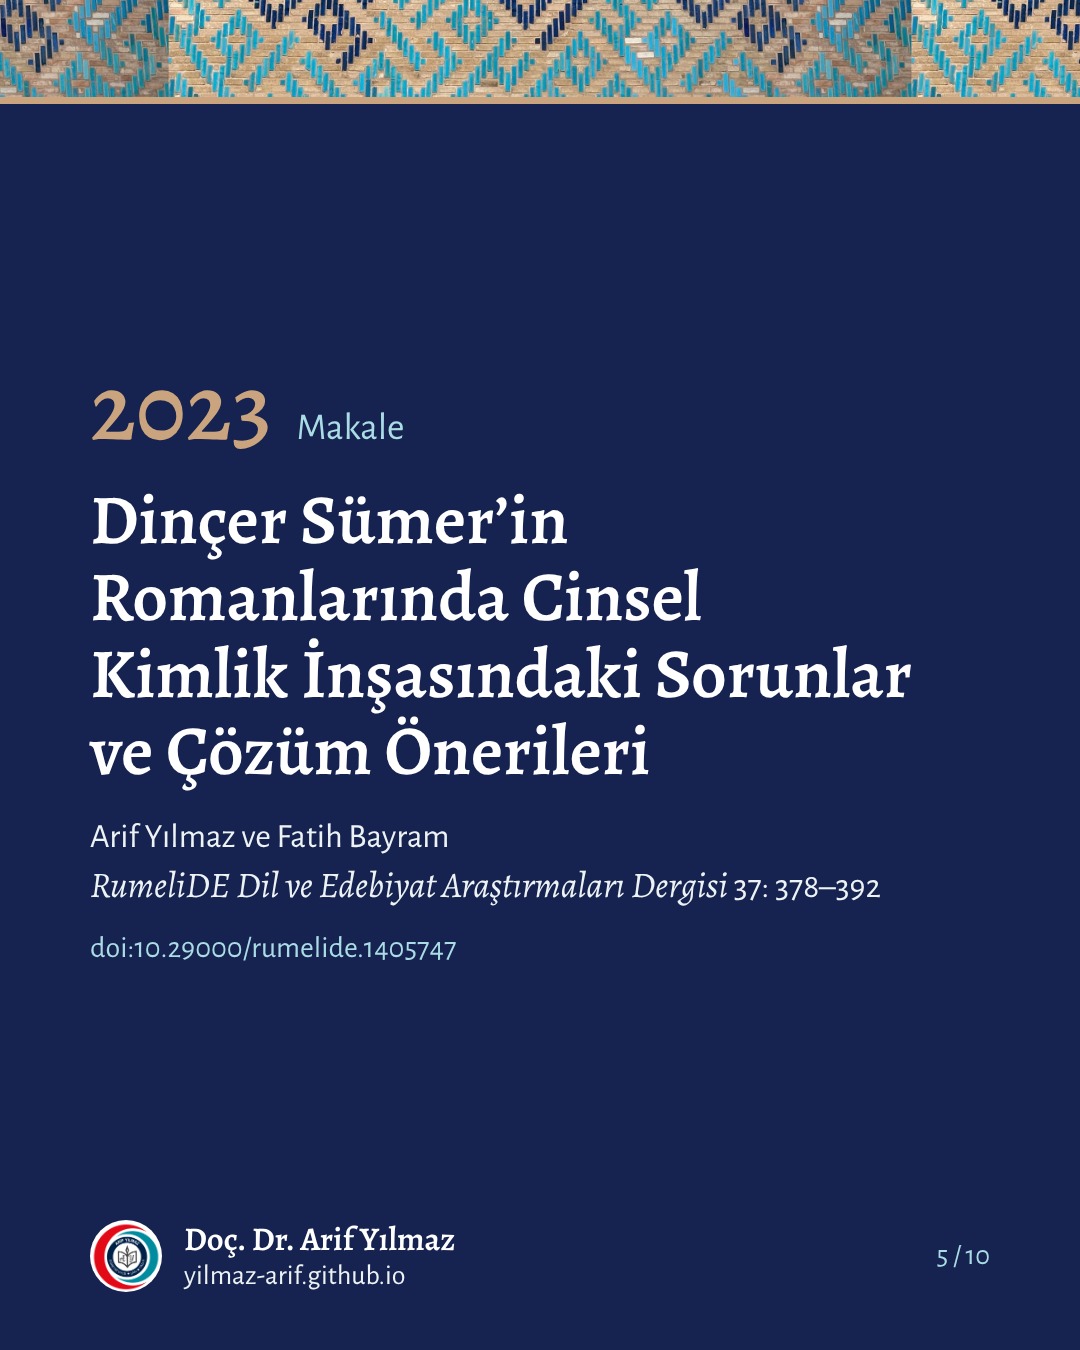 2023 Makale
Dinçer Sümer’in
Romanlarında Cinsel
Kimlik İnşasındaki Sorunlar
ve Çözüm Önerileri
Arif Yılmaz ve Fatih Bayram
RumeliDE Dil ve Edebiyat Araştırmaları Dergisi 37: 378–392
doi:10.29000/rumelide.1405747
Doç. Dr. Arif Yılmaz
yilmaz-arif.github.io
5 / 10